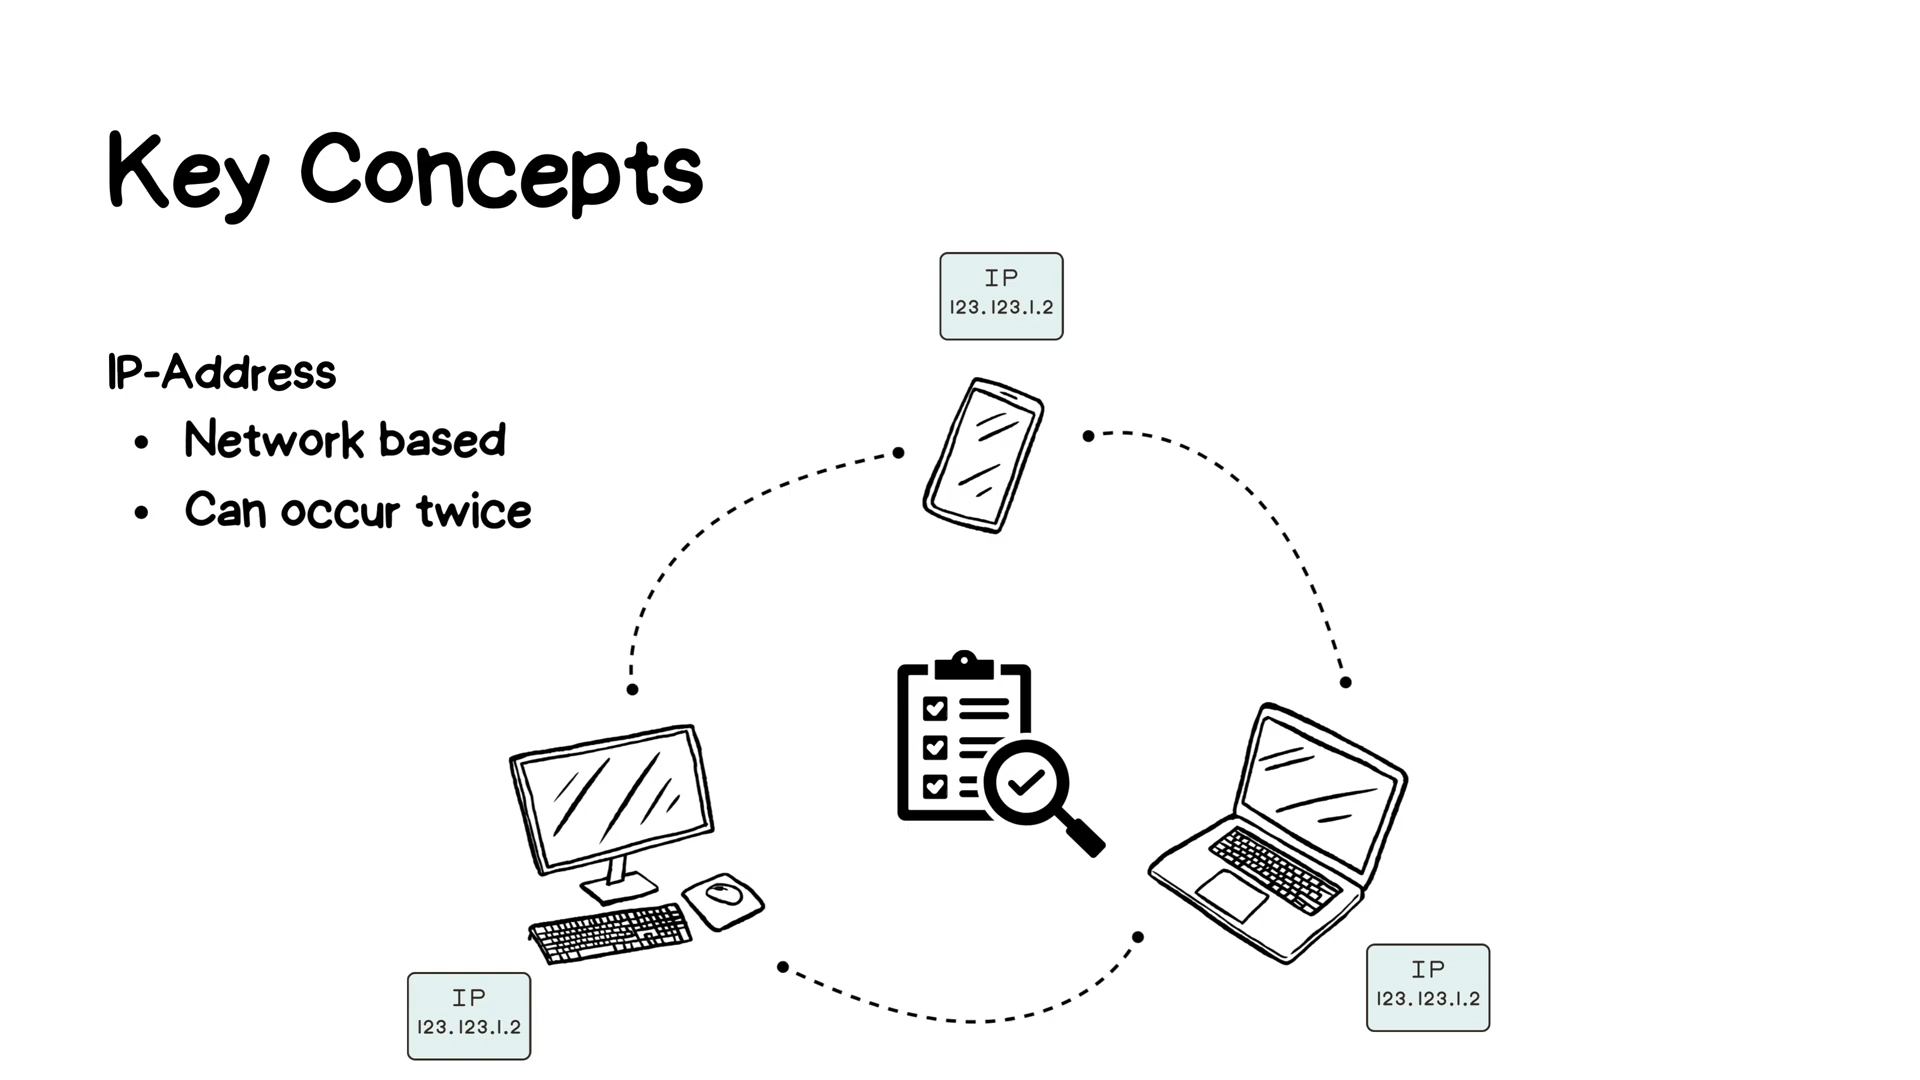 Key Concepts
IP-Address
• Network based
• Can occur twice
IP
123.123.1.2
IP
123.123.1.2
IP
123.123.1.2